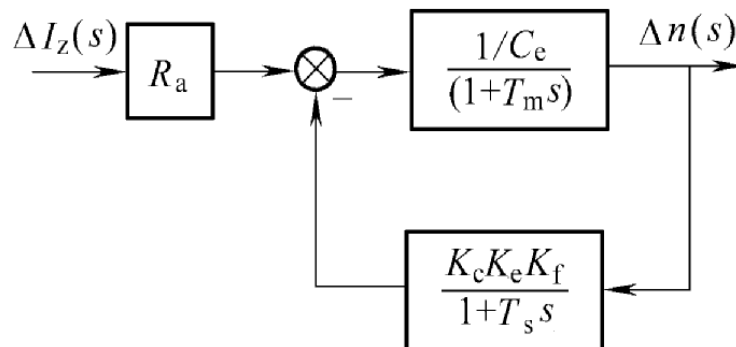 ΔI_z(s)
R_a
−
1/C_e
(1+T_m s)
Δn(s)
K_c K_e K_f
1+T_s s